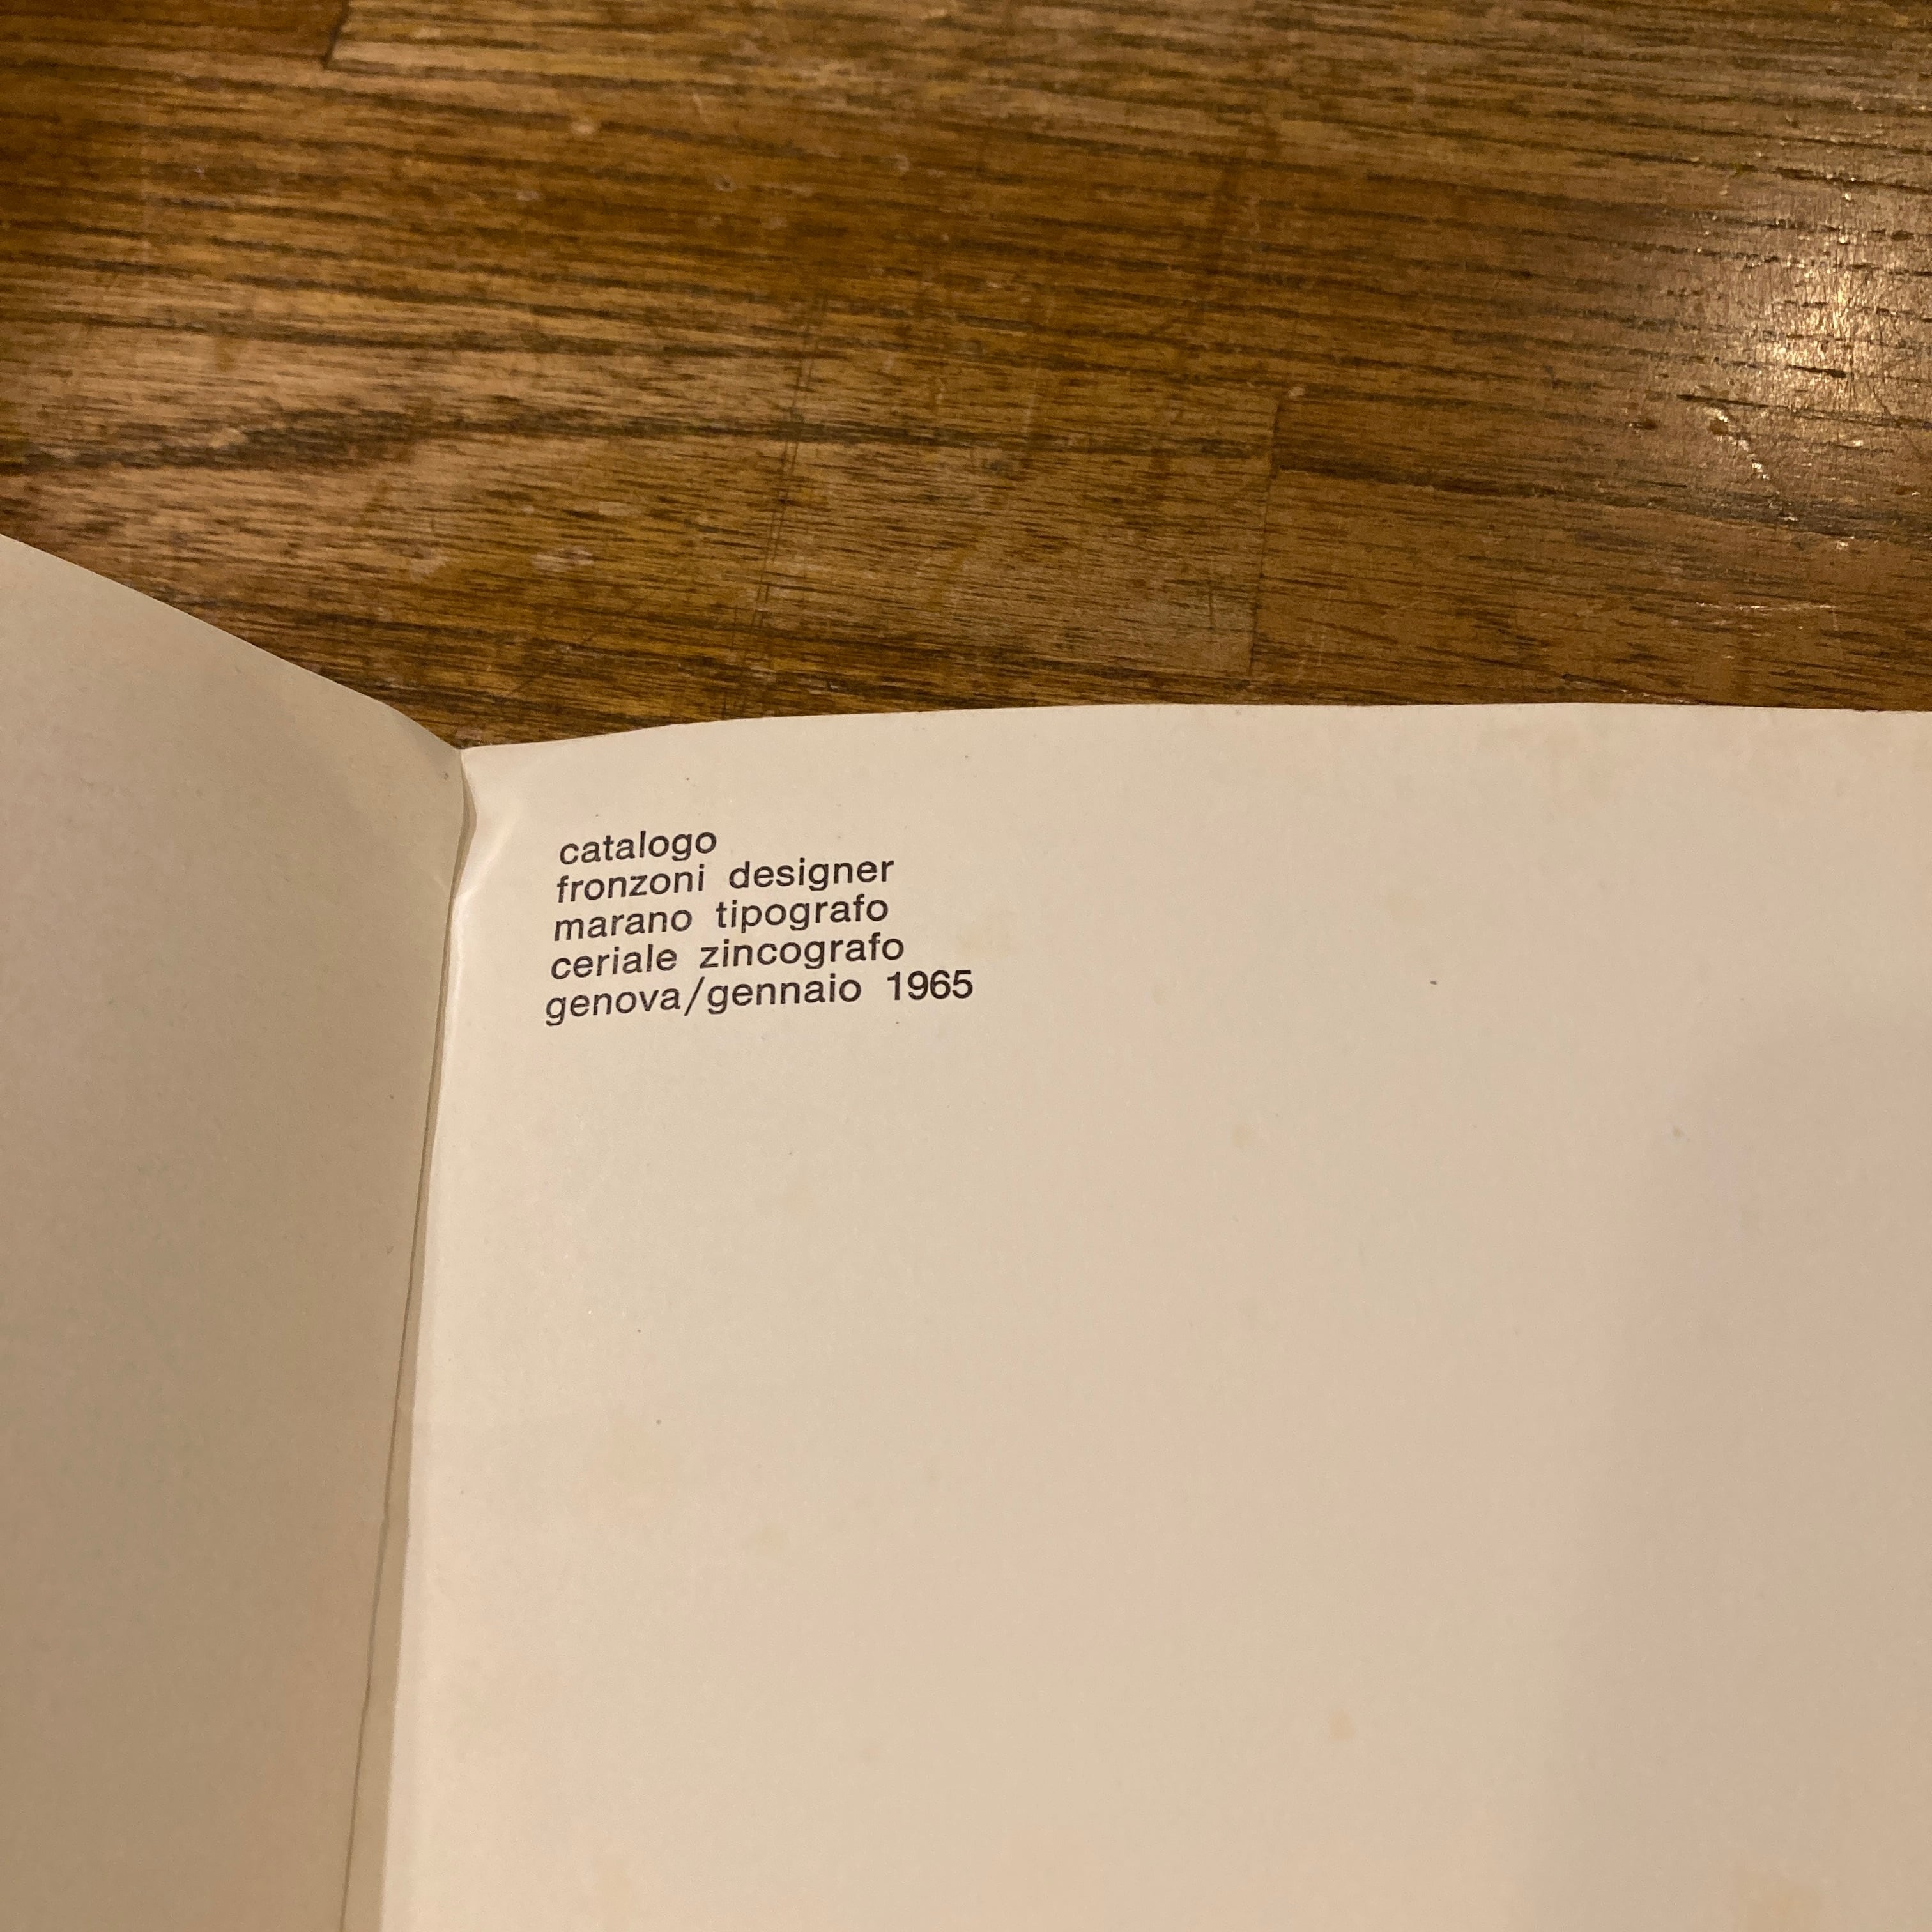 catalogo
fronzoni designer
marano tipografo
ceriale zincografo
genova/gennaio 1965